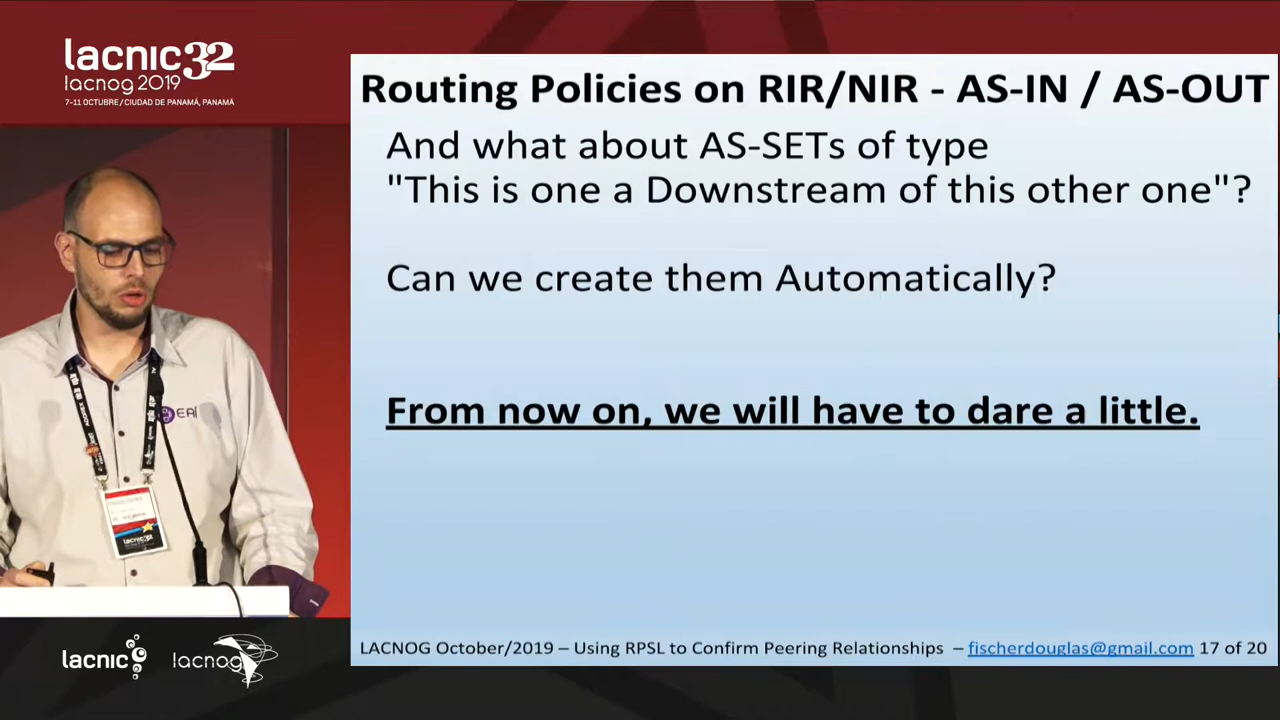 lacnic32
lacnog 2019
7-11 OCTUBRE / CIUDAD DE PANAMÁ, PANAMÁ
Routing Policies on RIR/NIR - AS-IN / AS-OUT
And what about AS-SETs of type
"This is one a Downstream of this other one"?
Can we create them Automatically?
From now on, we will have to dare a little.
LACNOG October/2019 – Using RPSL to Confirm Peering Relationships – fischerdouglas@gmail.com 17 of 20
EAÍ
lacnic32
lacnic
lacnog